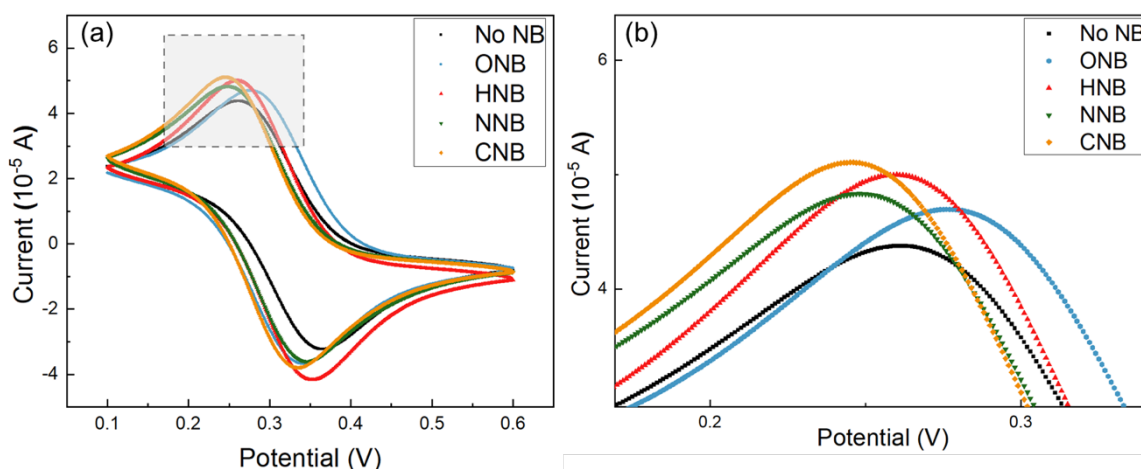 (a)
No NB
ONB
HNB
NNB
CNB
6
4
2
0
-2
-4
Current (10⁻⁵ A)
0.1 0.2 0.3 0.4 0.5 0.6
Potential (V)
(b)
No NB
ONB
HNB
NNB
CNB
6
4
Current (10⁻⁵ A)
0.2 0.3
Potential (V)